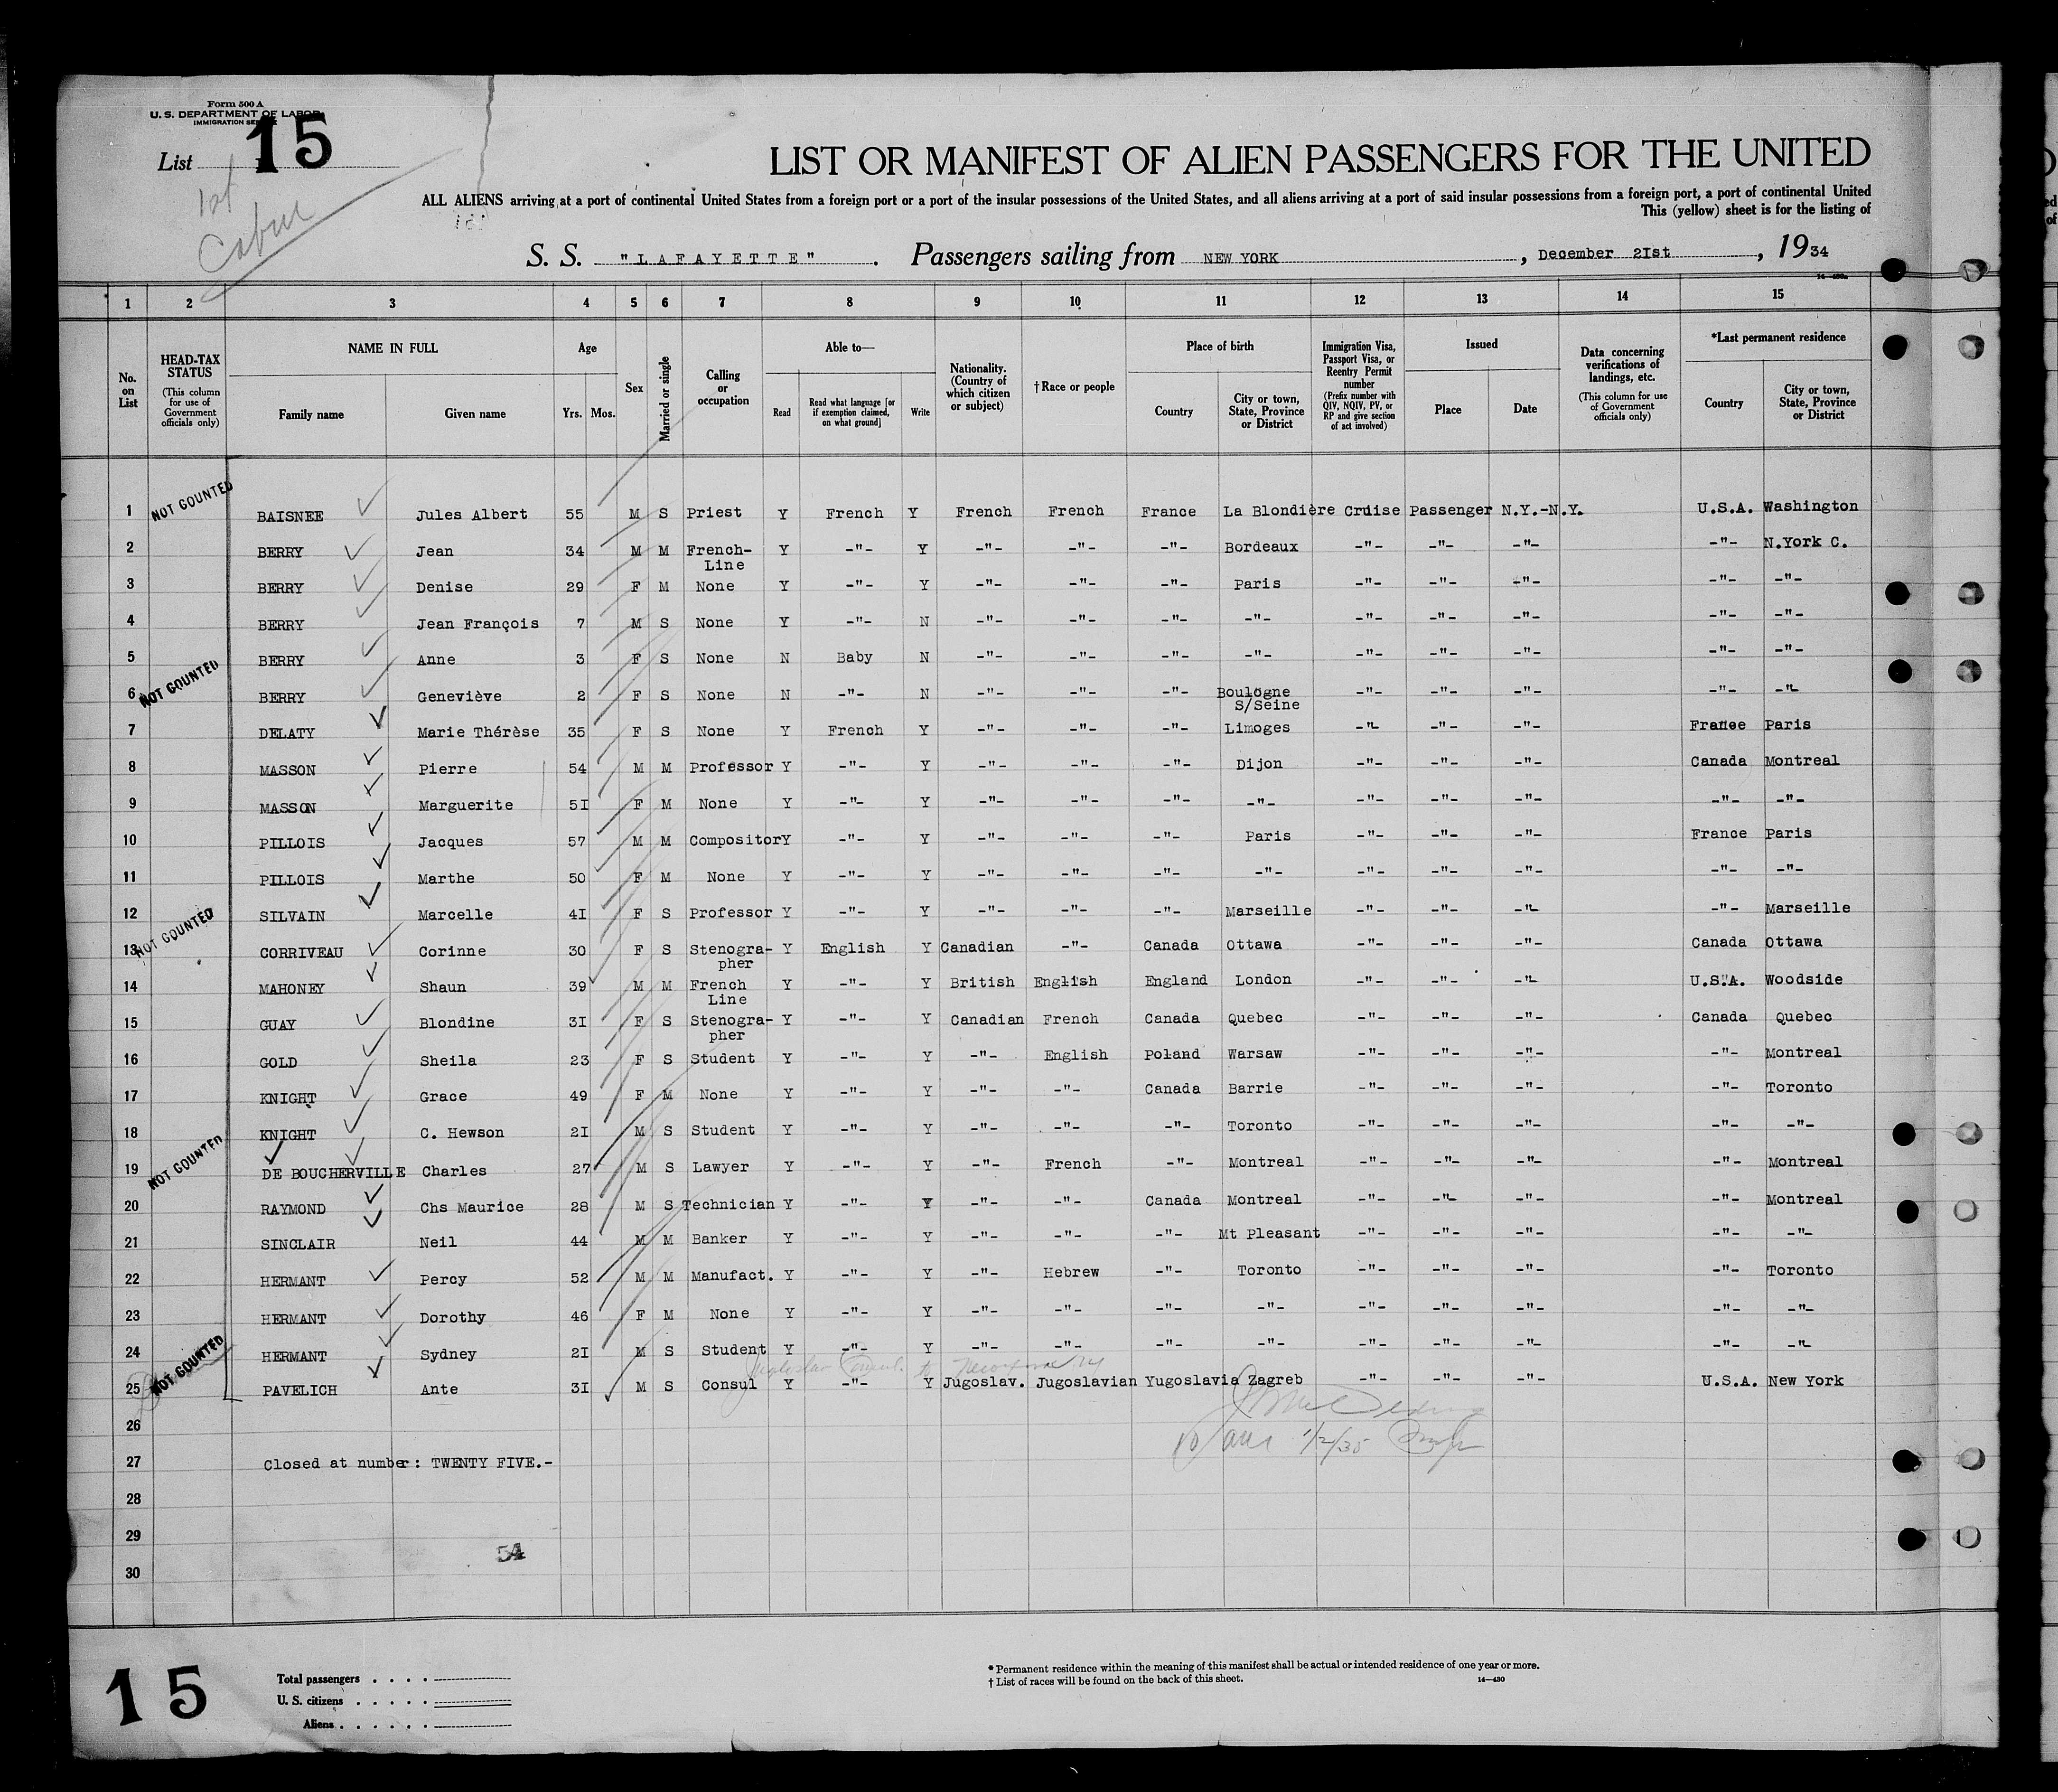 Form 500 A
U. S. DEPARTMENT OF LABOR
IMMIGRATION SERVICE
List 15
1st
Cabin
LIST OR MANIFEST OF ALIEN PASSENGERS FOR THE UNITED
ALL ALIENS arriving at a port of continental United States from a foreign port or a port of the insular possessions of the United States, and all aliens arriving at a port of said insular possessions from a foreign port, a port of continental United
This (yellow) sheet is for the listing of
S. S. "LAFAYETTE". Passengers sailing from NEW YORK, December 2Ist, 1934
1 2 3 4 5 6 7 8 9 10 11 12 13 14 15
No. on List
HEAD-TAX STATUS (This column for use of Government officials only)
NAME IN FULL
Family name Given name
Age
Yrs. Mos.
Sex
Married or single
Calling or occupation
Able to—
Read Read what language [or if exemption claimed, on what ground] Write
Nationality. (Country of which citizen or subject)
†Race or people
Place of birth
Country City or town, State, Province or District
Immigration Visa, Passport Visa, or Reentry Permit number (Prefix number with QIV, NQIV, PV, or RP and give section of act involved)
Issued
Place Date
Data concerning verifications of landings, etc. (This column for use of Government officials only)
*Last permanent residence
Country City or town, State, Province or District
1 NOT COUNTED BAISNEE Jules Albert 55 M S Priest Y French Y French French France La Blondière Cruise Passenger N.Y.-N.Y. U.S.A. Washington
2 BERRY Jean 34 M M French-Line Y -"- Y -"- -"- -"- Bordeaux -"- -"- -"- -"- N.York C.
3 BERRY Denise 29 F M None Y -"- Y -"- -"- -"- Paris -"- -"- -"- -"- -"-
4 BERRY Jean François 7 M S None Y -"- N -"- -"- -"- -"- -"- -"- -"- -"- -"-
5 BERRY Anne 3 F S None N Baby N -"- -"- -"- -"- -"- -"- -"- -"- -"-
6 NOT COUNTED BERRY Geneviève 2 F S None N -"- N -"- -"- -"- Boulogne S/Seine -"- -"- -"- -"- -"-
7 DELATY Marie Thérèse 35 F S None Y French Y -"- -"- -"- Limoges -"- -"- -"- France Paris
8 MASSON Pierre 54 M M Professor Y -"- Y -"- -"- -"- Dijon -"- -"- -"- Canada Montreal
9 MASSON Marguerite 5I F M None Y -"- Y -"- -"- -"- -"- -"- -"- -"- -"- -"-
10 PILLOIS Jacques 57 M M Compositor Y -"- Y -"- -"- -"- Paris -"- -"- -"- France Paris
11 PILLOIS Marthe 50 F M None Y -"- Y -"- -"- -"- -"- -"- -"- -"- -"- -"-
12 SILVAIN Marcelle 4I F S Professor Y -"- Y -"- -"- -"- Marseille -"- -"- -"- -"- Marseille
13 NOT COUNTED CORRIVEAU Corinne 30 F S Stenogra-pher Y English Y Canadian -"- Canada Ottawa -"- -"- -"- Canada Ottawa
14 MAHONEY Shaun 39 M M French Line Y -"- Y British English England London -"- -"- -"- U.S.A. Woodside
15 GUAY Blondine 3I F S Stenogra-pher Y -"- Y Canadian French Canada Quebec -"- -"- -"- Canada Quebec
16 GOLD Sheila 23 F S Student Y -"- Y -"- English Poland Warsaw -"- -"- -"- -"- Montreal
17 KNIGHT Grace 49 F M None Y -"- Y -"- -"- Canada Barrie -"- -"- -"- -"- Toronto
18 KNIGHT C. Hewson 2I M S Student Y -"- Y -"- -"- -"- Toronto -"- -"- -"- -"- -"-
19 NOT COUNTED DE BOUCHERVILLE Charles 27 M S Lawyer Y -"- Y -"- French -"- Montreal -"- -"- -"- -"- Montreal
20 RAYMOND Chs Maurice 28 M S Technician Y -"- Y -"- -"- Canada Montreal -"- -"- -"- -"- Montreal
21 SINCLAIR Neil 44 M M Banker Y -"- Y -"- -"- -"- Mt Pleasant -"- -"- -"- -"- -"-
22 HERMANT Percy 52 M M Manufact. Y -"- Y -"- Hebrew -"- Toronto -"- -"- -"- -"- Toronto
23 HERMANT Dorothy 46 F M None Y -"- Y -"- -"- -"- -"- -"- -"- -"- -"- -"-
24 HERMANT Sydney 2I M S Student Y -"- Y -"- -"- -"- -"- -"- -"- -"- -"- -"-
25 NOT COUNTED PAVELICH Ante 3I M S Consul Y -"- Y Jugoslav. Jugoslavian Yugoslavia Zagreb -"- -"- -"- U.S.A. New York
26
1/2/35
27 Closed at number: TWENTY FIVE.-
28
29
54
30
15
Total passengers
U. S. citizens
Aliens
* Permanent residence within the meaning of this manifest shall be actual or intended residence of one year or more.
† List of races will be found on the back of this sheet. 14—430